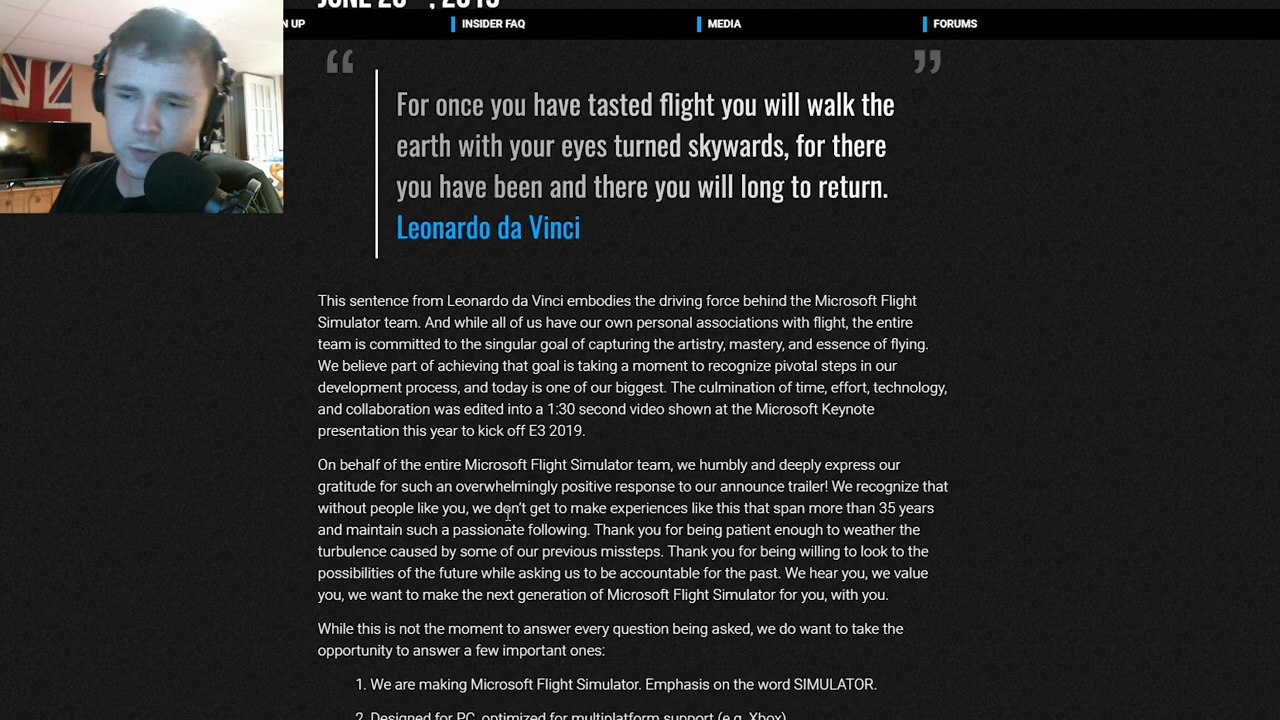 N UP
INSIDER FAQ
MEDIA
FORUMS
“
”
For once you have tasted flight you will walk the
earth with your eyes turned skywards, for there
you have been and there you will long to return.
Leonardo da Vinci
This sentence from Leonardo da Vinci embodies the driving force behind the Microsoft Flight
Simulator team. And while all of us have our own personal associations with flight, the entire
team is committed to the singular goal of capturing the artistry, mastery, and essence of flying.
We believe part of achieving that goal is taking a moment to recognize pivotal steps in our
development process, and today is one of our biggest. The culmination of time, effort, technology,
and collaboration was edited into a 1:30 second video shown at the Microsoft Keynote
presentation this year to kick off E3 2019.
On behalf of the entire Microsoft Flight Simulator team, we humbly and deeply express our
gratitude for such an overwhelmingly positive response to our announce trailer! We recognize that
without people like you, we don't get to make experiences like this that span more than 35 years
and maintain such a passionate following. Thank you for being patient enough to weather the
turbulence caused by some of our previous missteps. Thank you for being willing to look to the
possibilities of the future while asking us to be accountable for the past. We hear you, we value
you, we want to make the next generation of Microsoft Flight Simulator for you, with you.
While this is not the moment to answer every question being asked, we do want to take the
opportunity to answer a few important ones:
1. We are making Microsoft Flight Simulator. Emphasis on the word SIMULATOR.
2. Designed for PC, optimized for multiplatform support (e.g. Xbox)